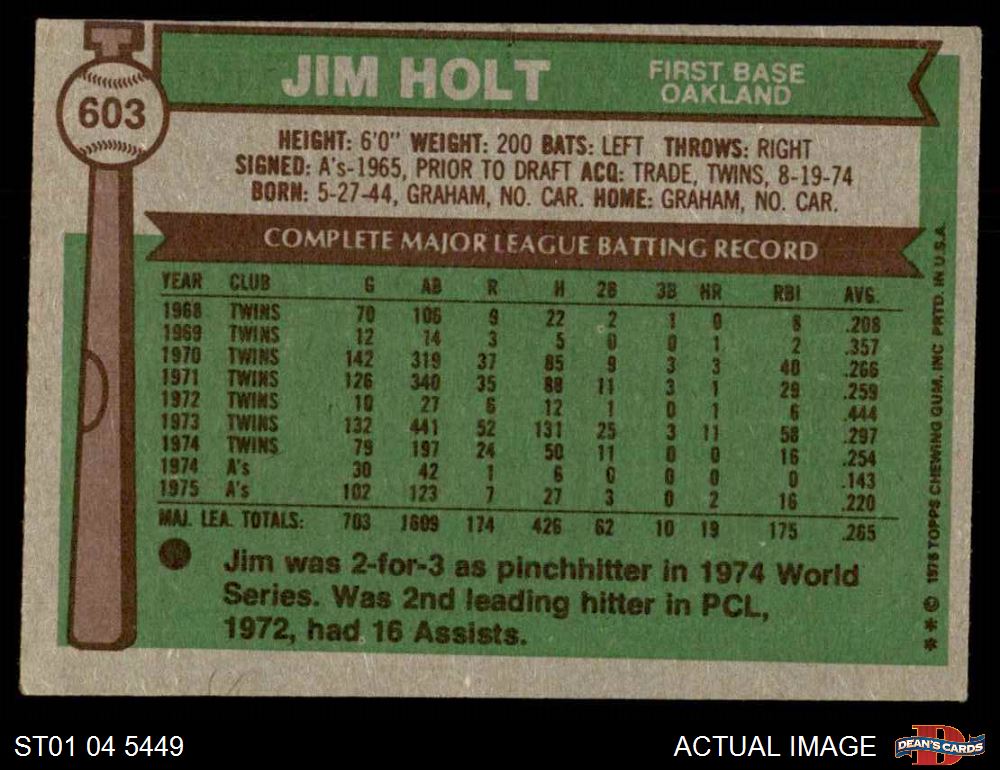 603
JIM HOLT
FIRST BASE
OAKLAND
HEIGHT: 6'0" WEIGHT: 200 BATS: LEFT THROWS: RIGHT
SIGNED: A's-1965, PRIOR TO DRAFT ACQ: TRADE, TWINS, 8-19-74
BORN: 5-27-44, GRAHAM, NO. CAR. HOME: GRAHAM, NO. CAR.
COMPLETE MAJOR LEAGUE BATTING RECORD
YEAR CLUB G AB R H 2B 3B HR RBI AVG.
1968 TWINS 70 106 9 22 2 1 0 8 .208
1969 TWINS 12 14 3 5 0 0 1 2 .357
1970 TWINS 142 319 37 85 9 3 3 40 .266
1971 TWINS 126 340 35 88 11 3 1 29 .259
1972 TWINS 10 27 6 12 1 0 1 6 .444
1973 TWINS 132 441 52 131 25 3 11 58 .297
1974 TWINS 79 197 24 50 11 0 0 16 .254
1974 A's 30 42 1 6 0 0 0 0 .143
1975 A's 102 123 7 27 3 0 2 16 .220
MAJ. LEA. TOTALS: 703 1609 174 426 62 10 19 175 .265
Jim was 2-for-3 as pinchhitter in 1974 World
Series. Was 2nd leading hitter in PCL,
1972, had 16 Assists.
* * © 1976 TOPPS CHEWING GUM, INC PRTD. IN U.S.A.
ST01 04 5449
ACTUAL IMAGE
D
DEAN'S CARDS